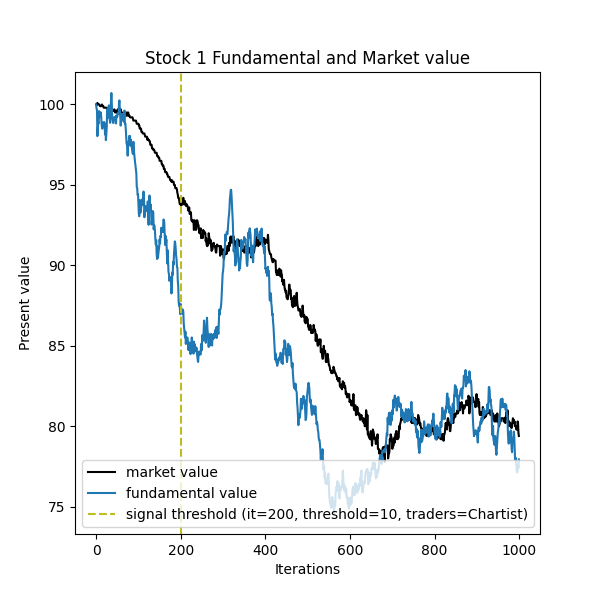 Stock 1 Fundamental and Market value
Present value
100
95
90
85
80
75
market value
fundamental value
signal threshold (it=200, threshold=10, traders=Chartist)
0 200 400 600 800 1000
Iterations